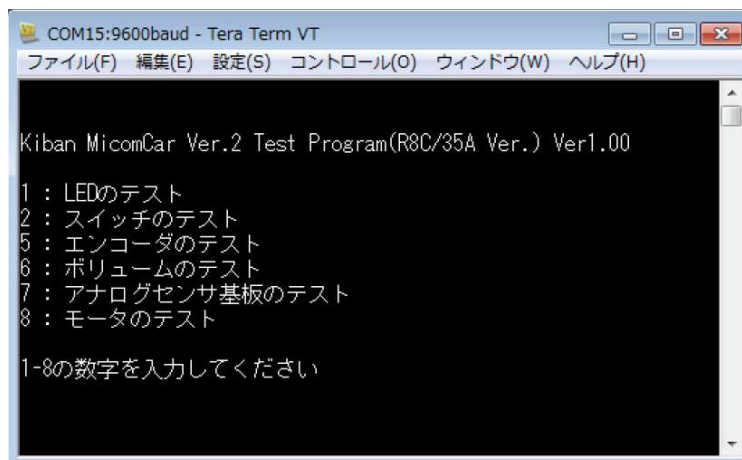 COM15:9600baud - Tera Term VT
ファイル(F) 編集(E) 設定(S) コントロール(O) ウィンドウ(W) ヘルプ(H)
Kiban MicomCar Ver.2 Test Program(R8C/35A Ver.) Ver1.00
1 : LEDのテスト
2 : スイッチのテスト
5 : エンコーダのテスト
6 : ボリュームのテスト
7 : アナログセンサ基板のテスト
8 : モータのテスト
1-8の数字を入力してください